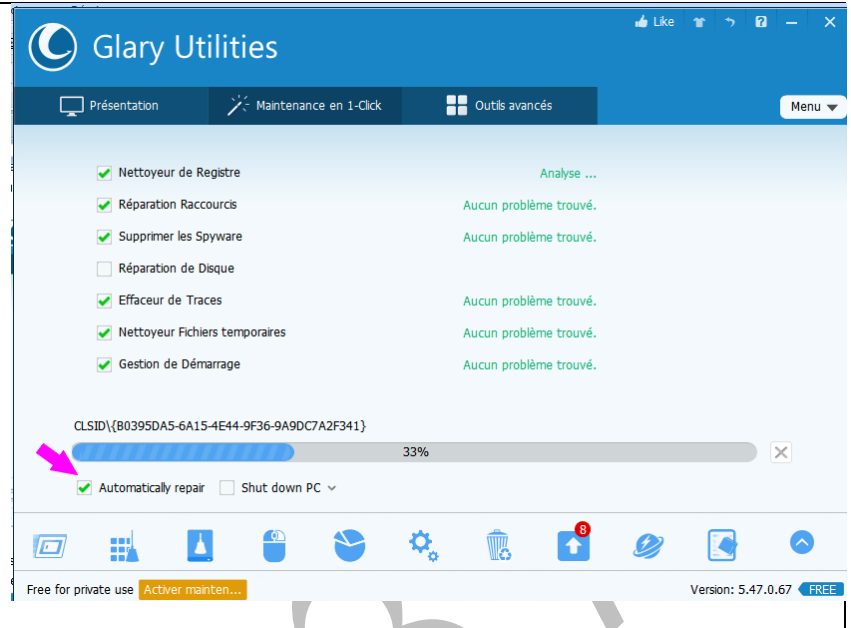 Like
Glary Utilities
Présentation Maintenance en 1-Click Outils avancés Menu
Nettoyeur de Registre Analyse ...
Réparation Raccourcis Aucun problème trouvé.
Supprimer les Spyware Aucun problème trouvé.
Réparation de Disque
Effaceur de Traces Aucun problème trouvé.
Nettoyeur Fichiers temporaires Aucun problème trouvé.
Gestion de Démarrage Aucun problème trouvé.
CLSID\{B0395DA5-6A15-4E44-9F36-9A9DC7A2F341}
33%
Automatically repair Shut down PC
8
Free for private use Activer mainten... Version: 5.47.0.67 FREE